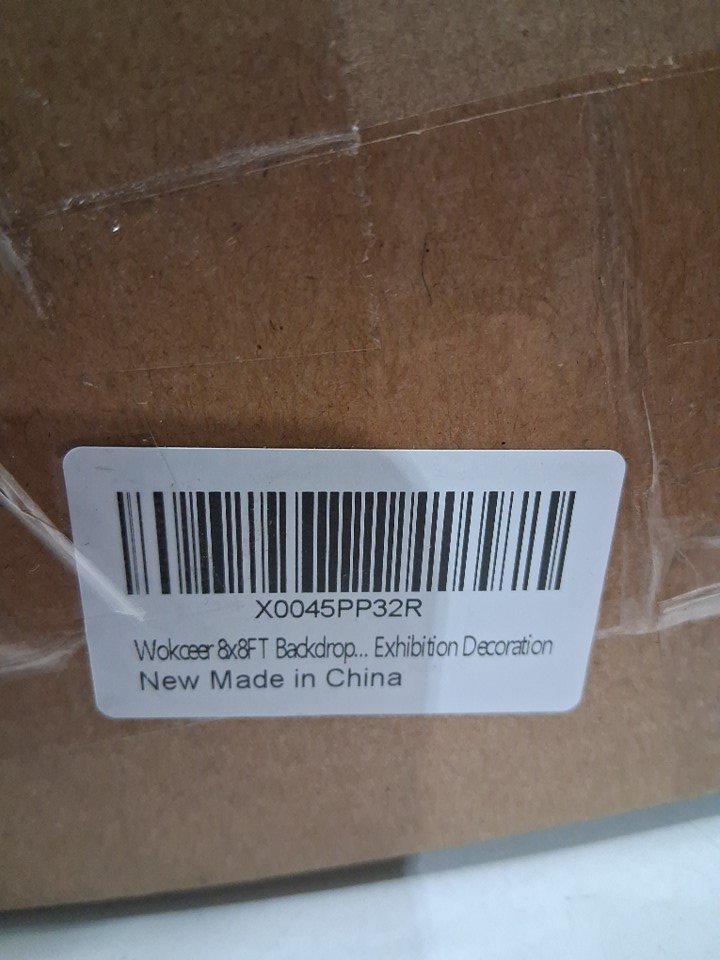 X0045PP32R
Wokceer 8x8FT Backdrop... Exhibition Decoration
New Made in China